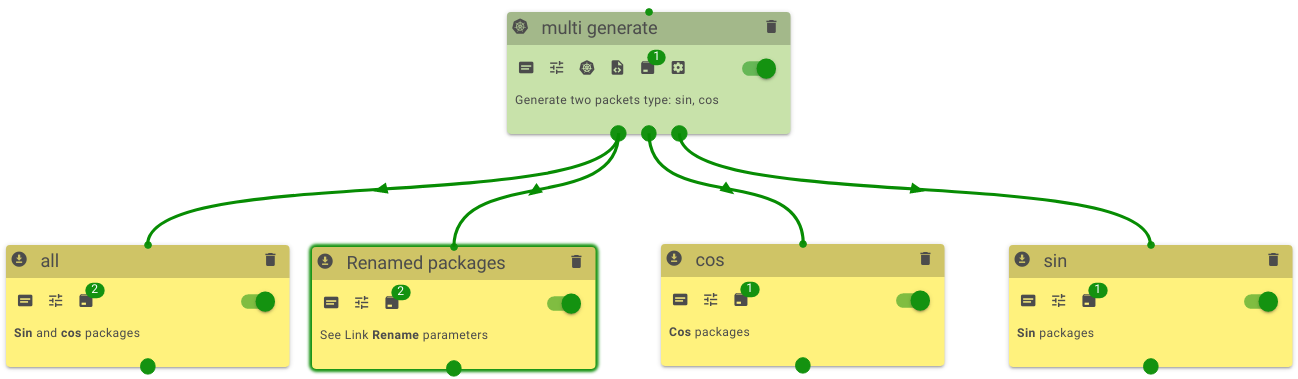 multi generate
1
Generate two packets type: sin, cos
all
2
Sin and cos packages
Renamed packages
2
See Link Rename parameters
cos
1
Cos packages
sin
1
Sin packages